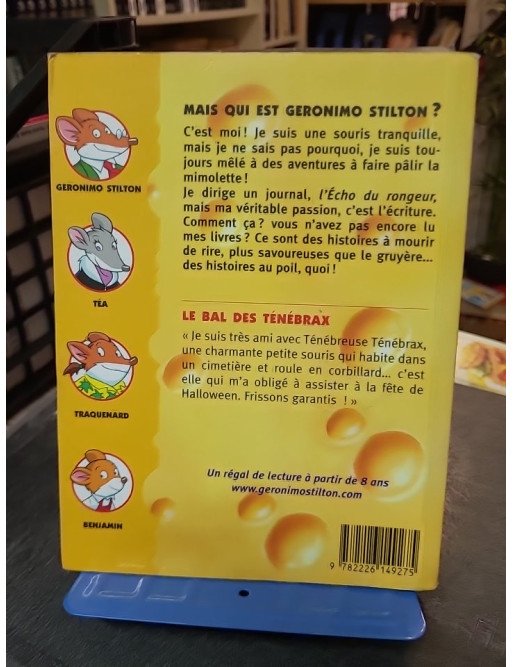 MAIS QUI EST GERONIMO STILTON ?
C'est moi ! Je suis une souris tranquille,
mais je ne sais pas pourquoi, je suis tou-
jours mêlé à des aventures à faire pâlir la
mimolette !
Je dirige un journal, l'Écho du rongeur,
mais ma véritable passion, c'est l'écriture.
Comment ça ? vous n'avez pas encore lu
mes livres ? Ce sont des histoires à mourir
de rire, plus savoureuses que le gruyère...
des histoires au poil, quoi !
GERONIMO STILTON
TÉA
TRAQUENARD
BENJAMIN
LE BAL DES TÉNÉBRAX
« Je suis très ami avec Ténébreuse Ténébrax,
une charmante petite souris qui habite dans
un cimetière et roule en corbillard... c'est
elle qui m'a obligé à assister à la fête de
Halloween. Frissons garantis ! »
Un régal de lecture à partir de 8 ans
www.geronimostilton.com
9 782226 149275